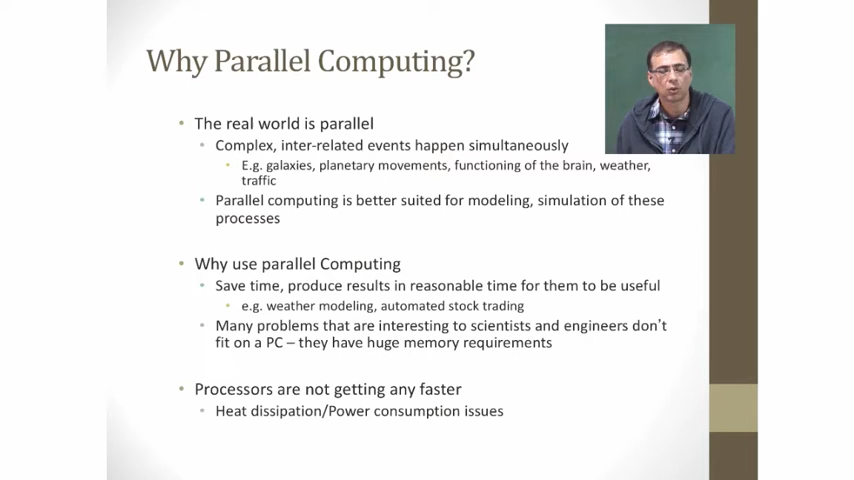 Why Parallel Computing?
• The real world is parallel
• Complex, inter-related events happen simultaneously
• E.g. galaxies, planetary movements, functioning of the brain, weather,
traffic
• Parallel computing is better suited for modeling, simulation of these
processes
• Why use parallel Computing
• Save time, produce results in reasonable time for them to be useful
• e.g. weather modeling, automated stock trading
• Many problems that are interesting to scientists and engineers don't
fit on a PC – they have huge memory requirements
• Processors are not getting any faster
• Heat dissipation/Power consumption issues